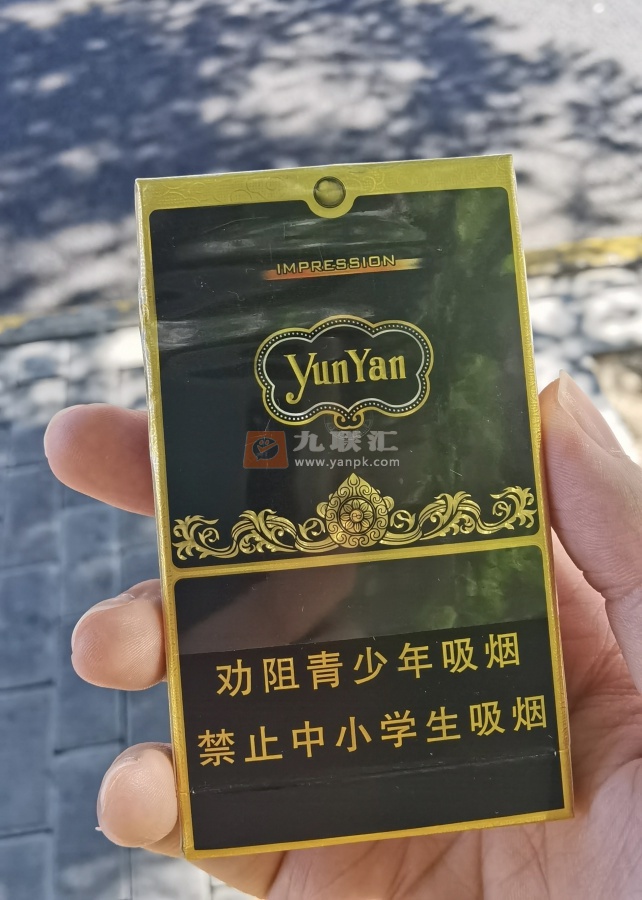 IMPRESSION
YunYan
九联汇
www.yanpk.com
劝阻青少年吸烟
禁止中小学生吸烟